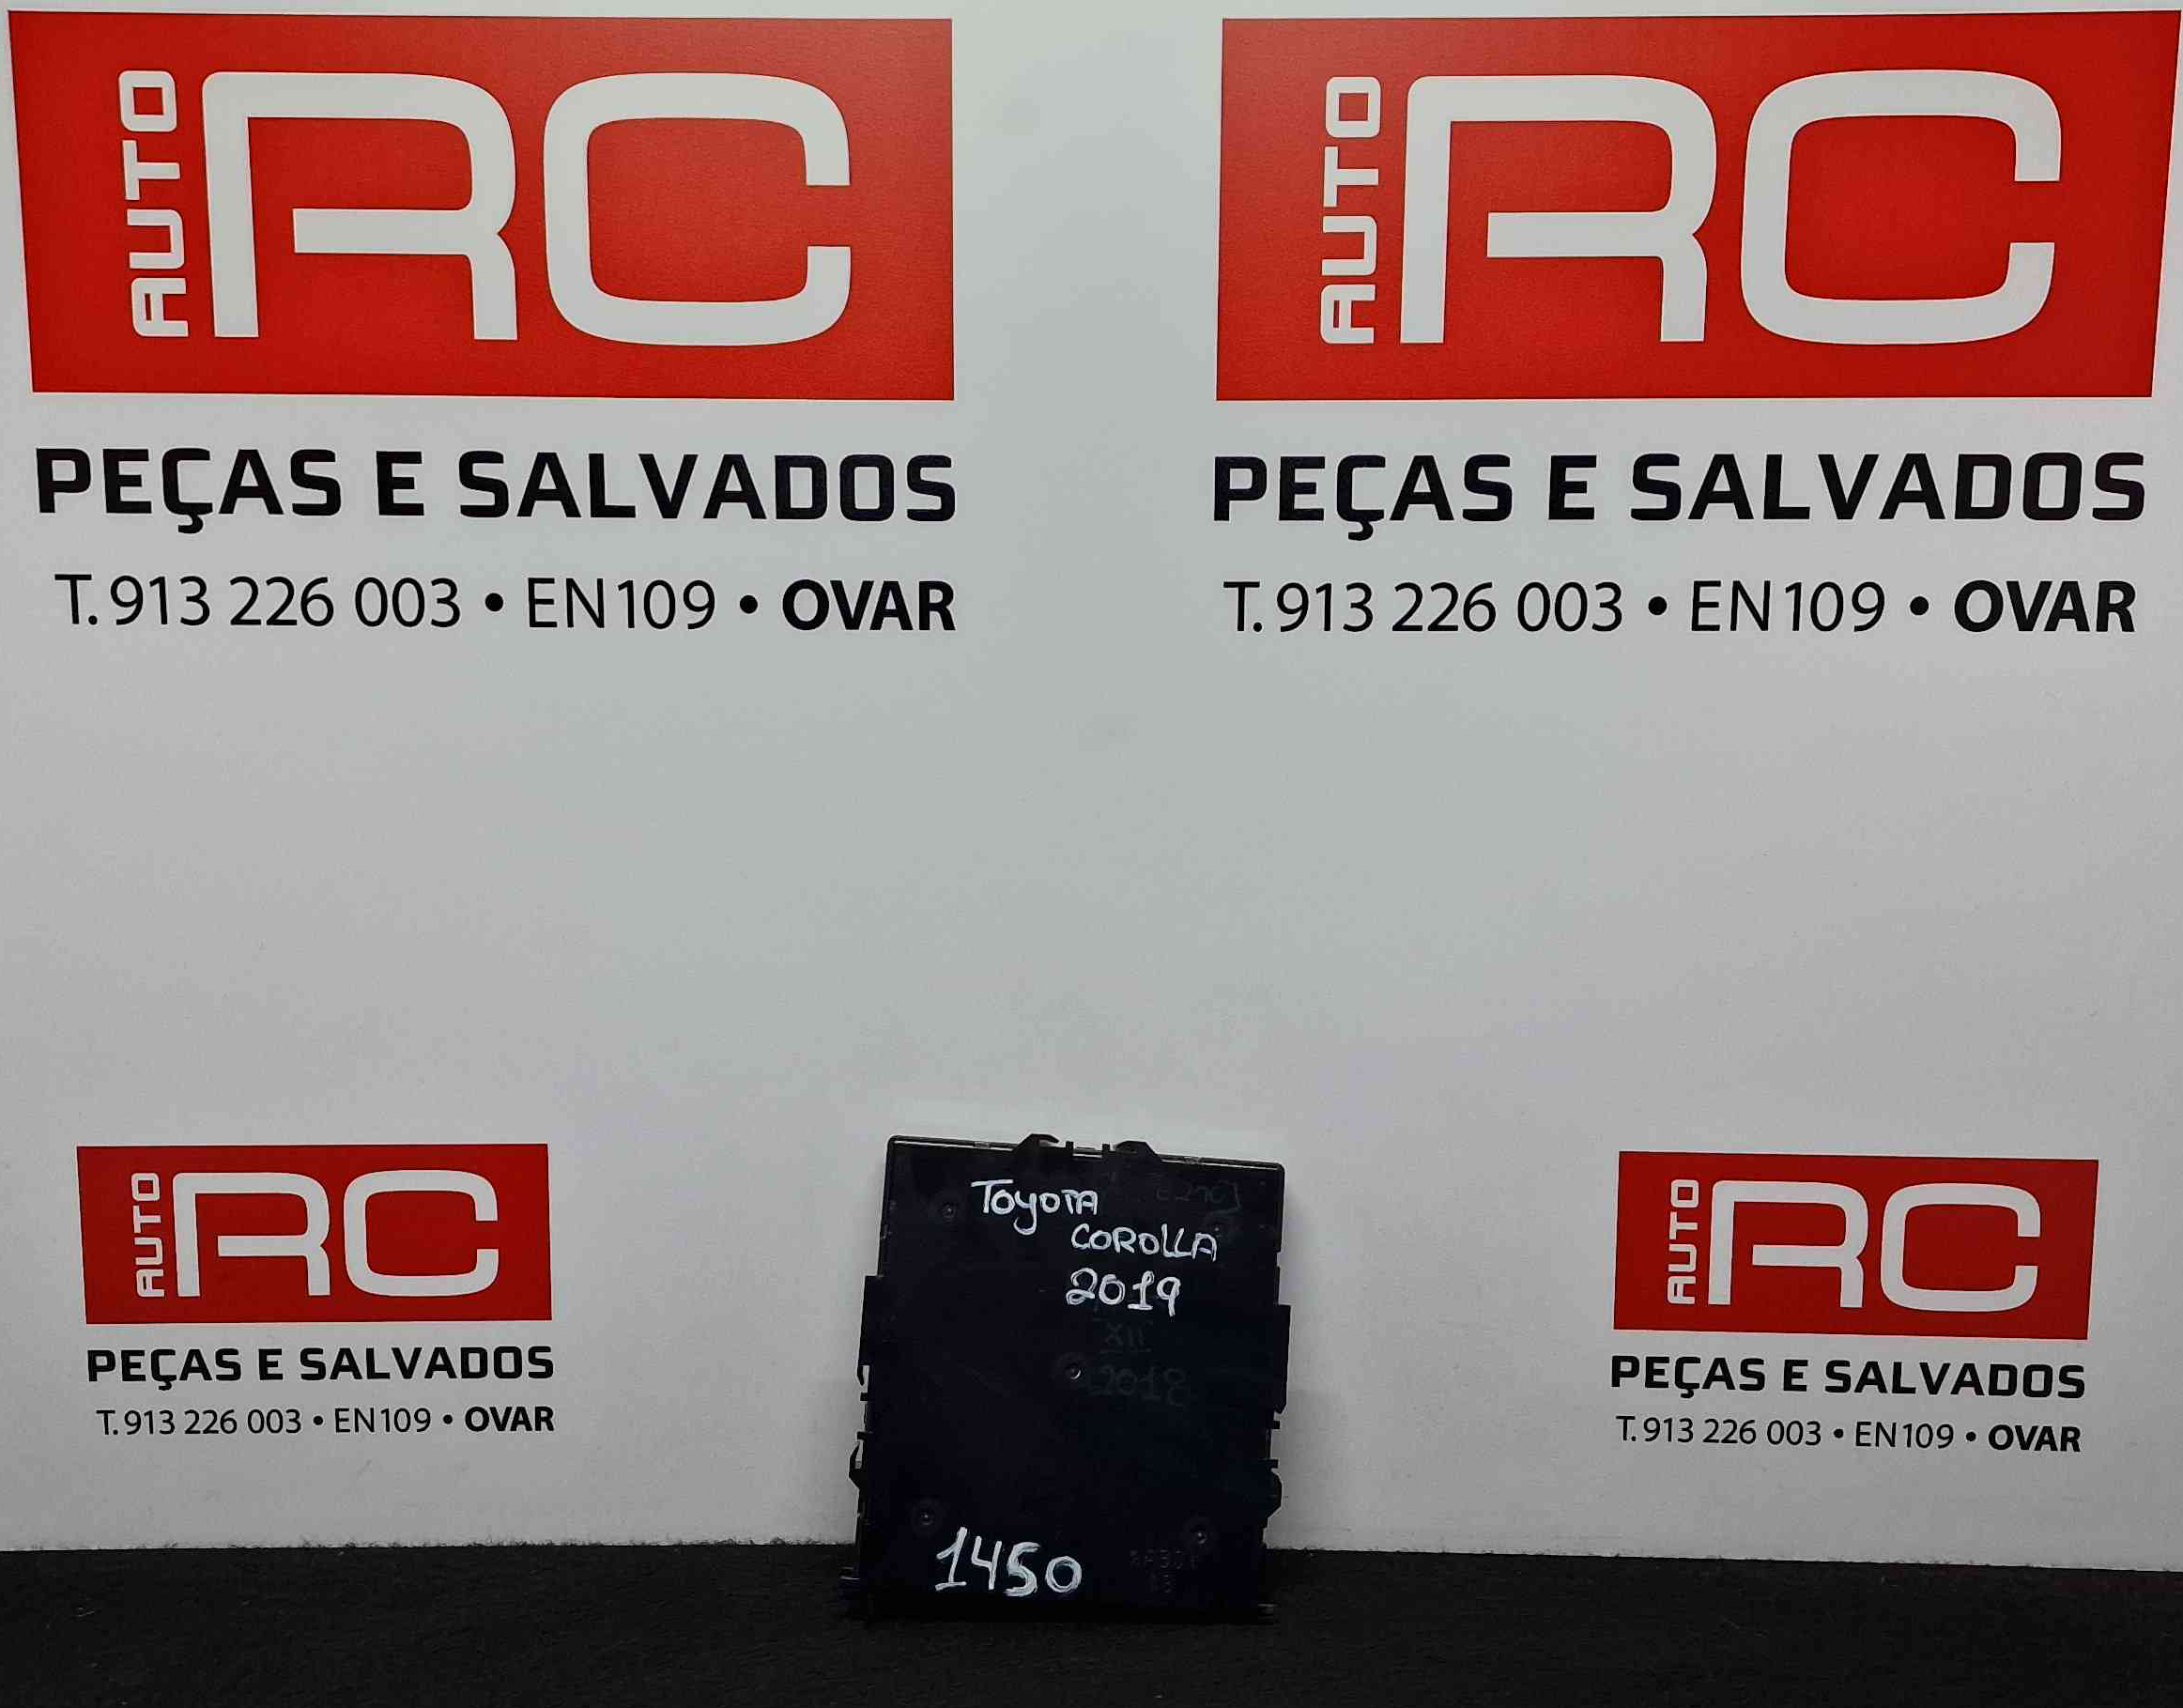 AUTO RC
PEÇAS E SALVADOS
T. 913 226 003 • EN109 • OVAR
AUTO RC
PEÇAS E SALVADOS
T. 913 226 003 • EN109 • OVAR
AUTO RC
PEÇAS E SALVADOS
T. 913 226 003 • EN109 • OVAR
TOYOTA
COROLLA
2019
XII
2018
1450
AUTO RC
PEÇAS E SALVADOS
T. 913 226 003 • EN109 • OVAR